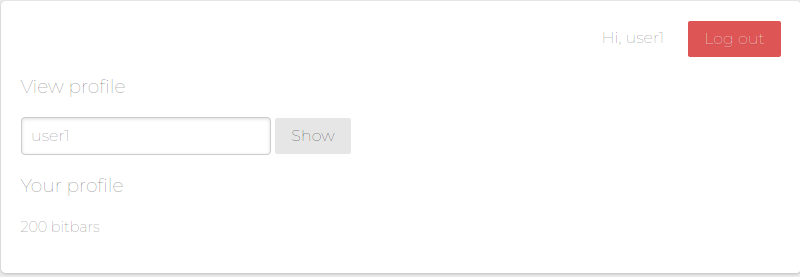 Hi, user1 Log out
View profile
user1 Show
Your profile
200 bitbars